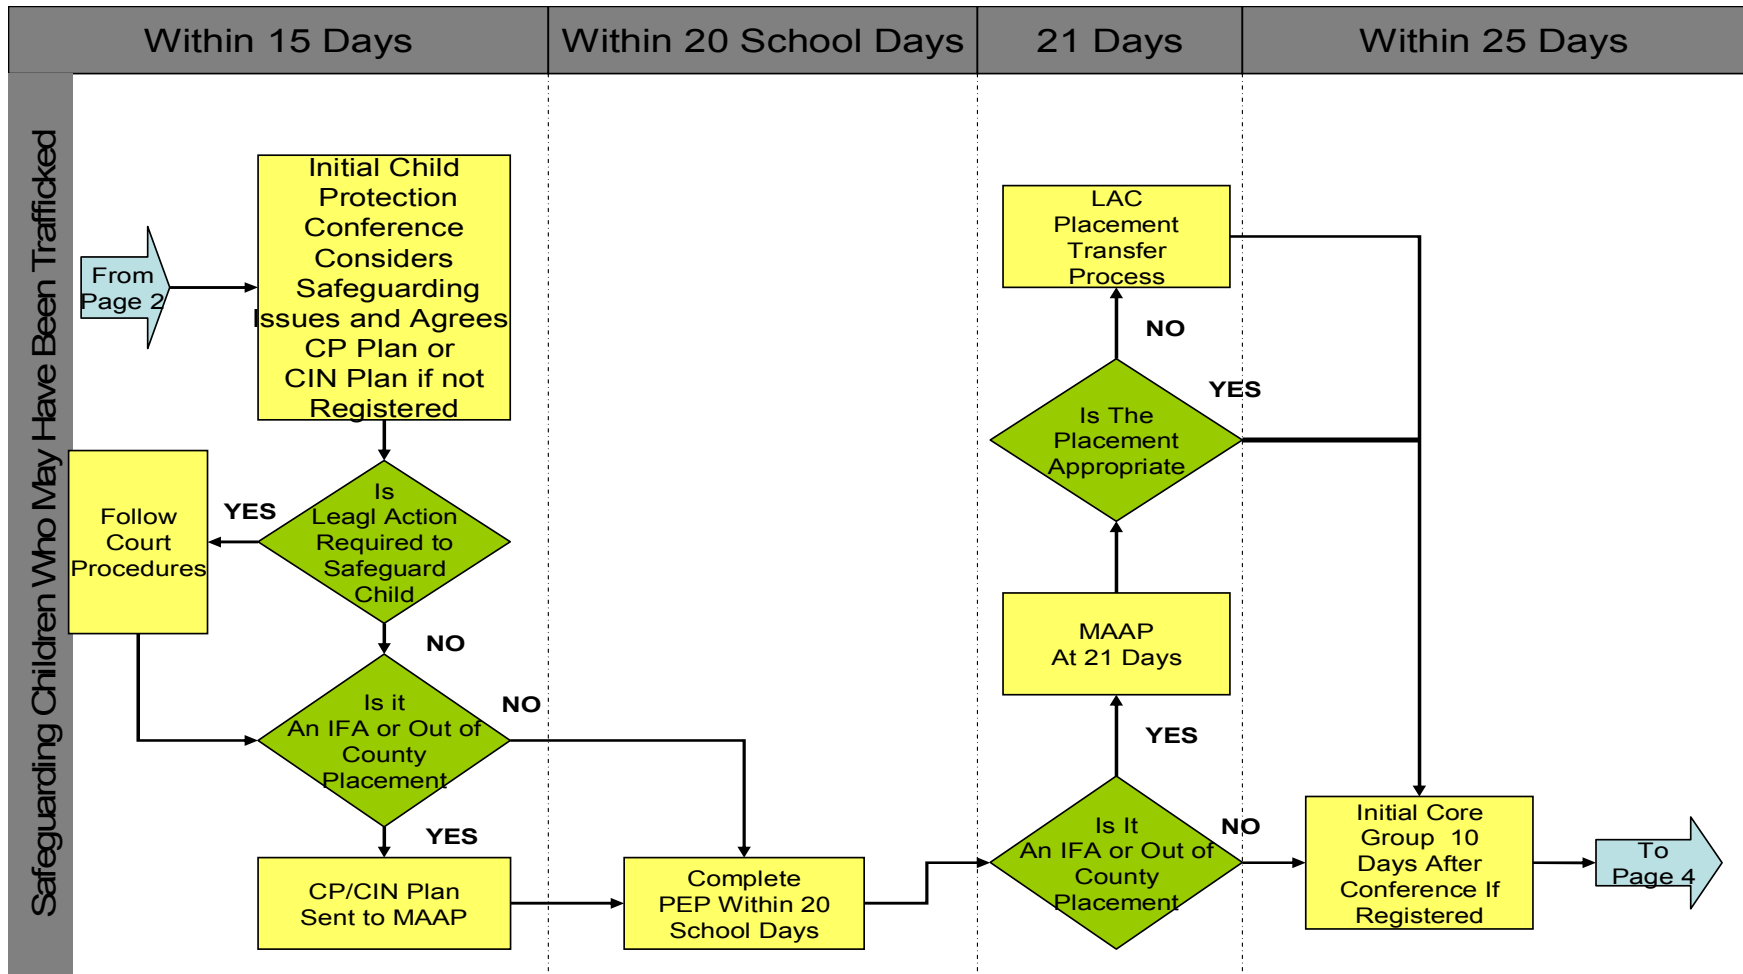 Within 15 Days
Within 20 School Days
21 Days
Within 25 Days
Safeguarding Children Who May Have Been Trafficked
From
Page 2
Initial Child
Protection
Conference
Considers
Safeguarding
Issues and Agrees
CP Plan or
CIN Plan if not
Registered
Is
Leagl Action
Required to
Safeguard
Child
YES
Follow
Court
Procedures
NO
Is it
An IFA or Out of
County
Placement
NO
YES
CP/CIN Plan
Sent to MAAP
Complete
PEP Within 20
School Days
Is It
An IFA or Out of
County
Placement
YES
NO
MAAP
At 21 Days
Is The
Placement
Appropriate
NO
YES
LAC
Placement
Transfer
Process
Initial Core
Group 10
Days After
Conference If
Registered
To
Page 4